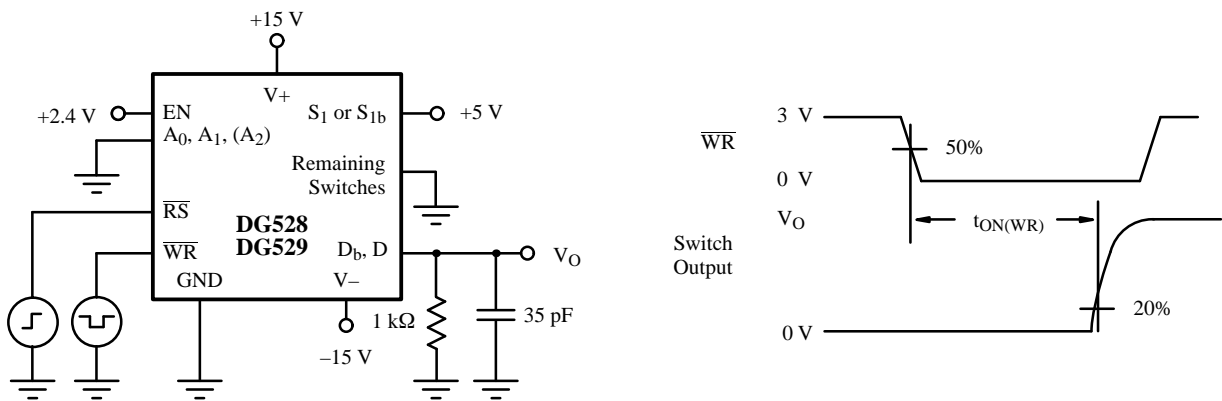 +15 V
V+
+2.4 V
EN
S1 or S1b
+5 V
A0, A1, (A2)
Remaining
Switches
RS
DG528
DG529
WR
Db, D
VO
GND
V–
1 kΩ
35 pF
–15 V
3 V
WR
50%
0 V
VO
tON(WR)
Switch
Output
20%
0 V